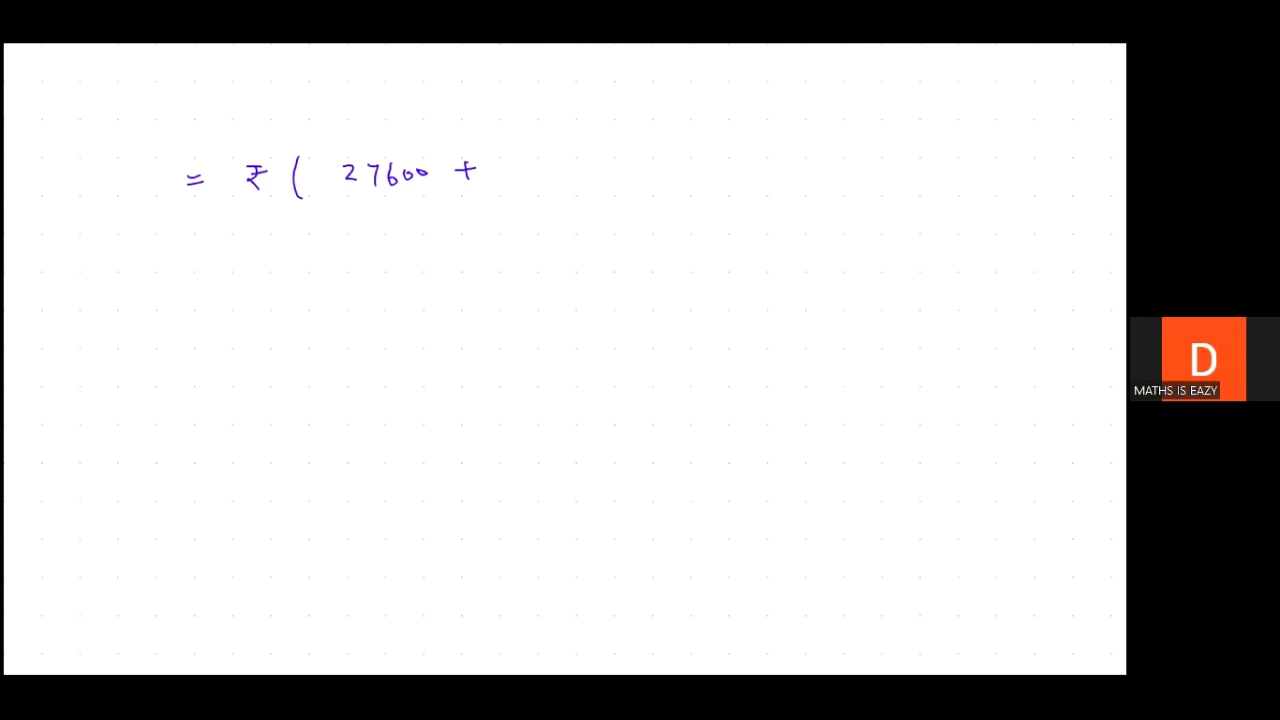 = ₹ ( 27600 +
D
MATHS IS EAZY